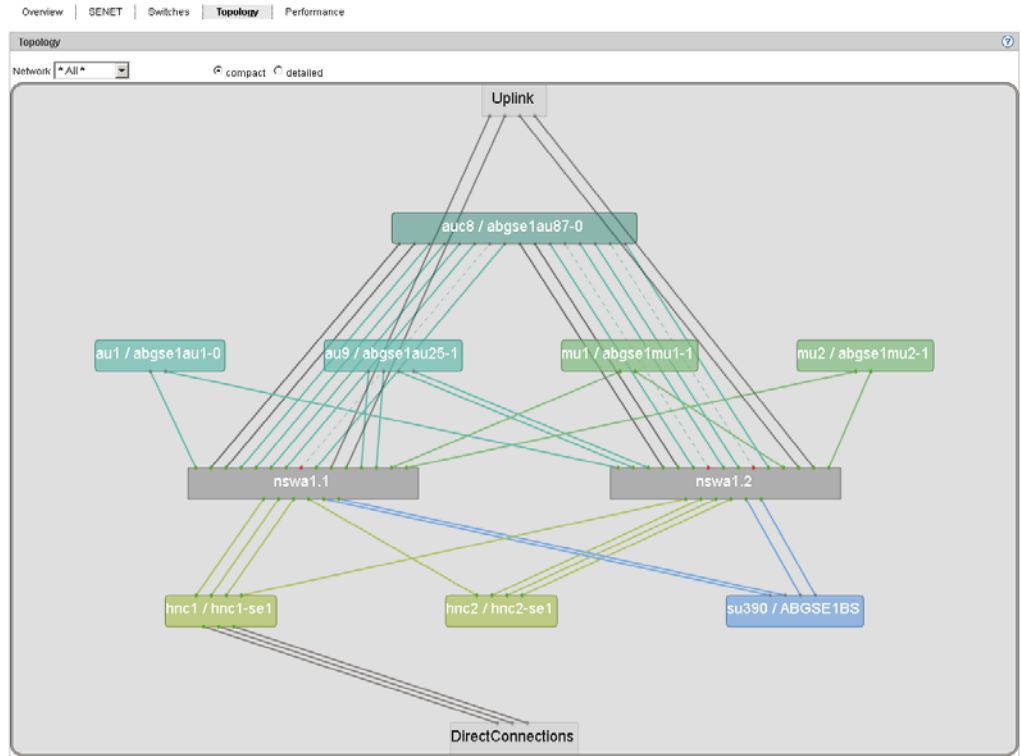 Overview SENET Switches Topology Performance
Topology ?
Network *All* compact detailed
Uplink
auc8 / abgse1au87-0
au1 / abgse1au1-0 au9 / abgse1au25-1 mu1 / abgse1mu1-1 mu2 / abgse1mu2-1
nswa1.1 nswa1.2
hnc1 / hnc1-se1 hnc2 / hnc2-se1 su390 / ABGSE1BS
DirectConnections